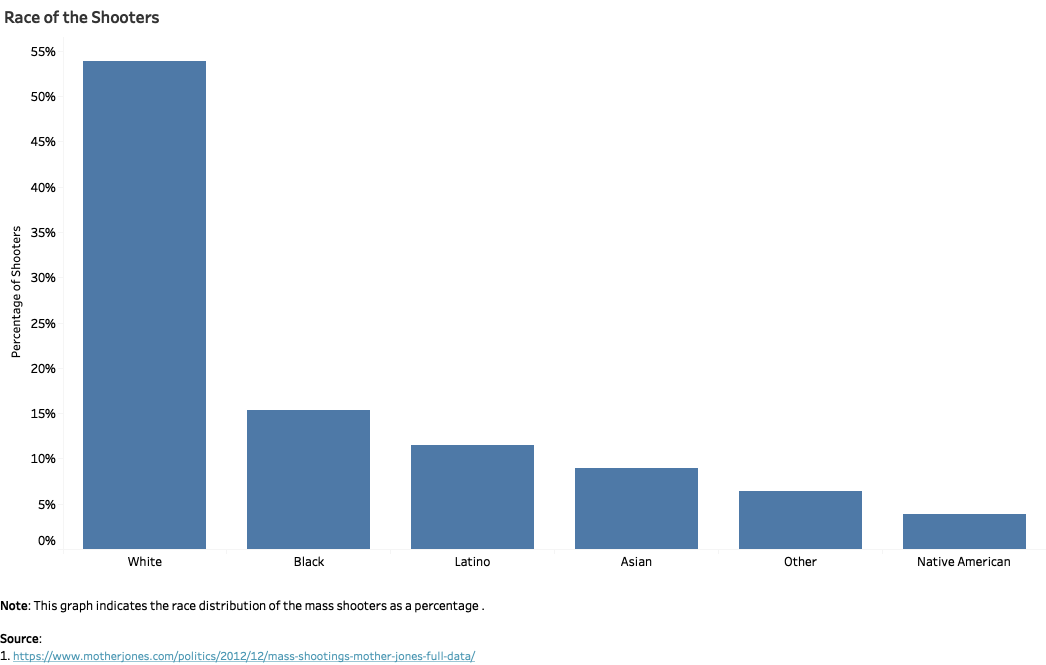 Race of the Shooters
55%
50%
45%
40%
35%
30%
25%
20%
15%
10%
5%
0%
Percentage of Shooters
White
Black
Latino
Asian
Other
Native American
Note: This graph indicates the race distribution of the mass shooters as a percentage .
Source:
1. https://www.motherjones.com/politics/2012/12/mass-shootings-mother-jones-full-data/